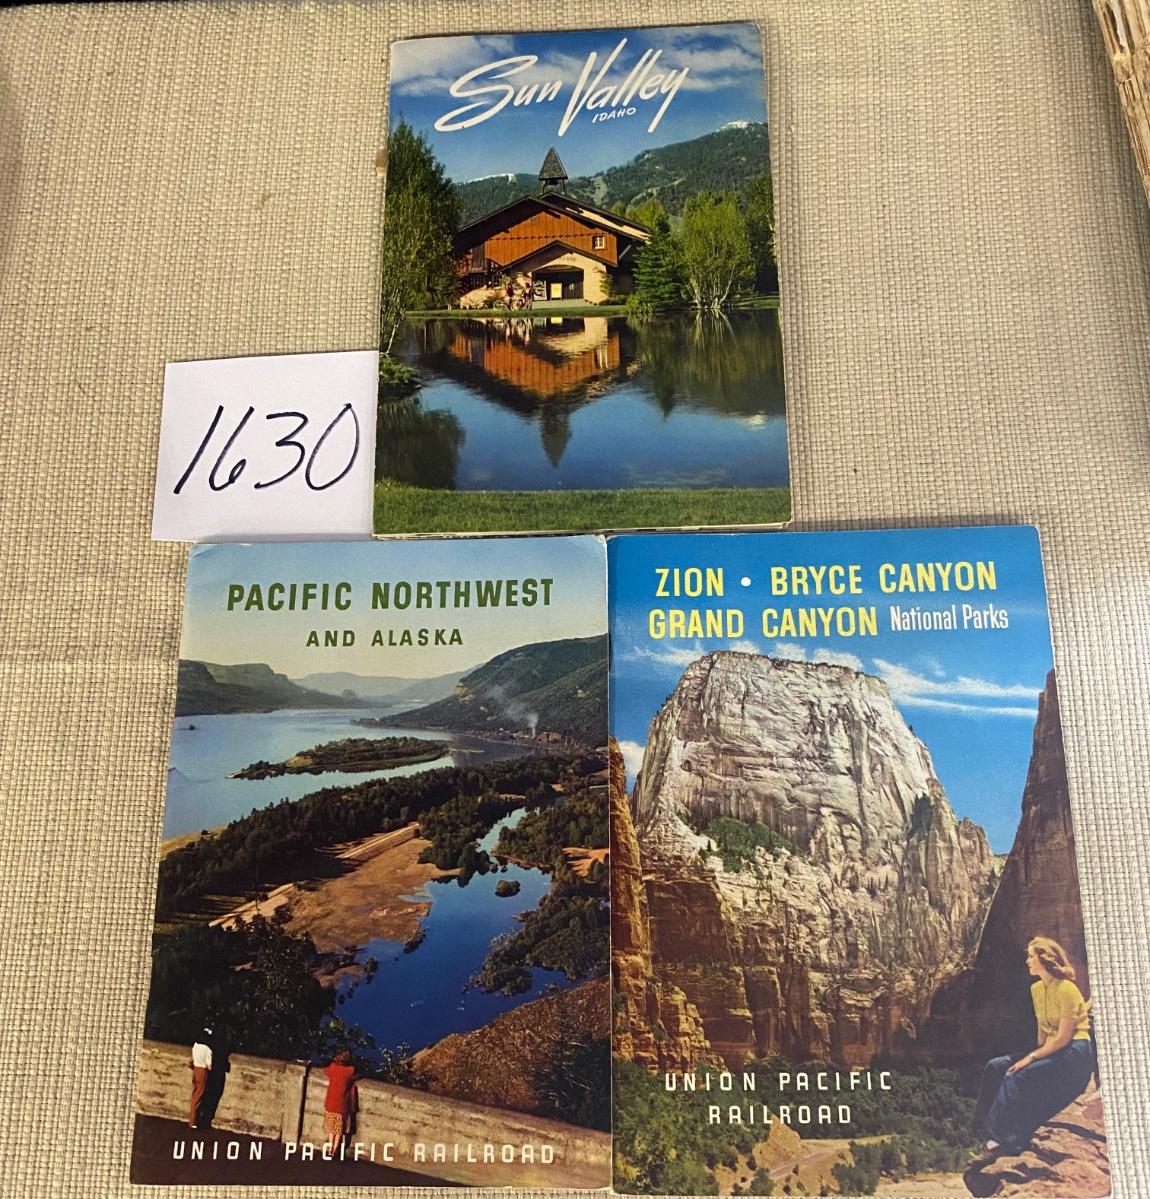 Sun Valley
IDAHO
1630
PACIFIC NORTHWEST
AND ALASKA
UNION PACIFIC RAILROAD
ZION • BRYCE CANYON
GRAND CANYON National Parks
UNION PACIFIC
RAILROAD